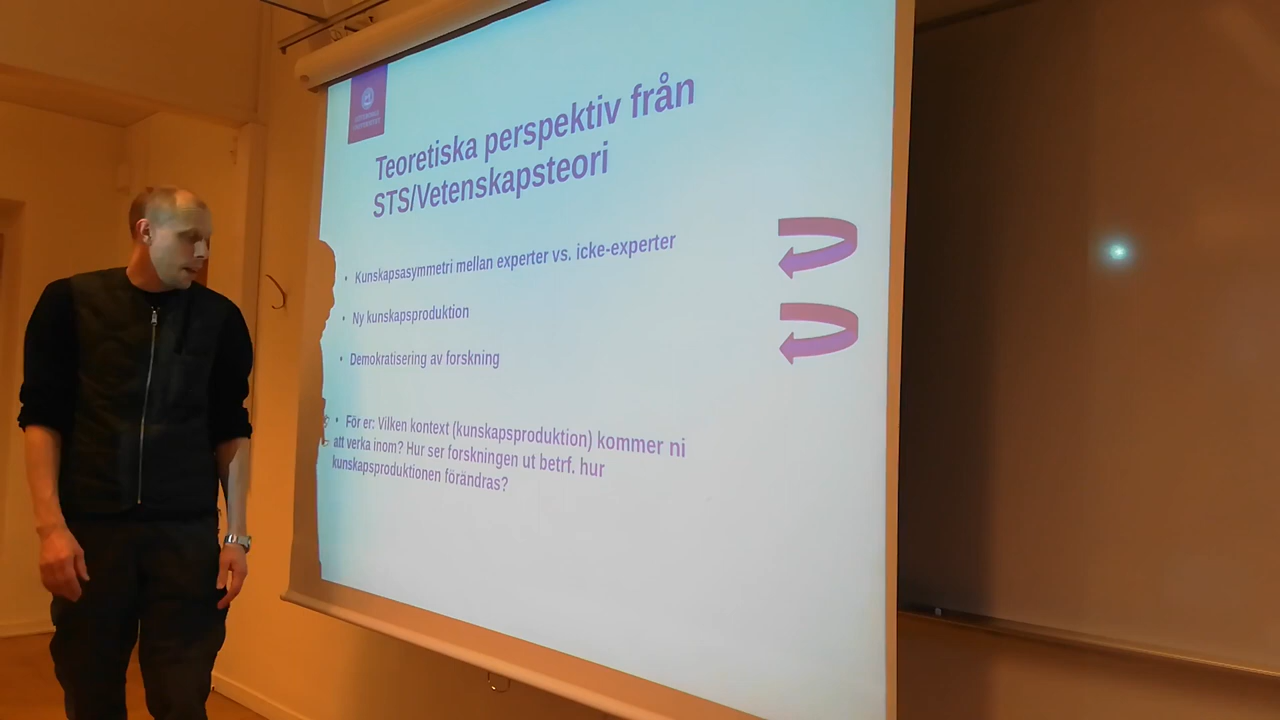 Teoretiska perspektiv från
STS/Vetenskapsteori
• Kunskapsasymmetri mellan experter vs. icke-experter
• Ny kunskapsproduktion
• Demokratisering av forskning
• För er: Vilken kontext (kunskapsproduktion) kommer ni
att verka inom? Hur ser forskningen ut betrf. hur
kunskapsproduktionen förändras?